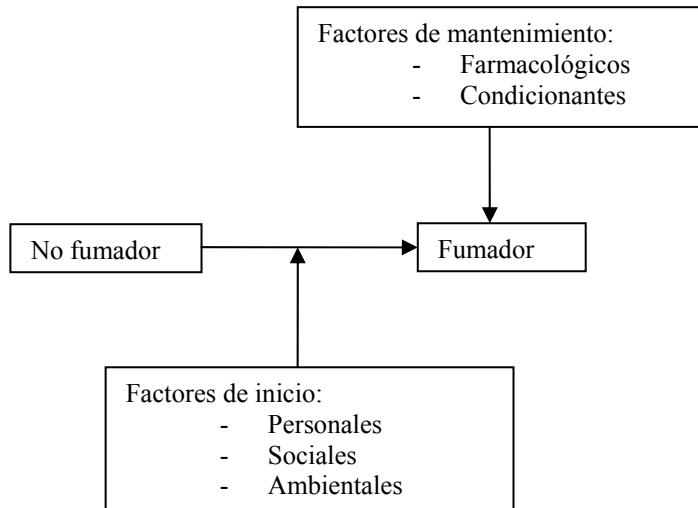 Factores de mantenimiento:
- Farmacológicos
- Condicionantes
No fumador
Fumador
Factores de inicio:
- Personales
- Sociales
- Ambientales